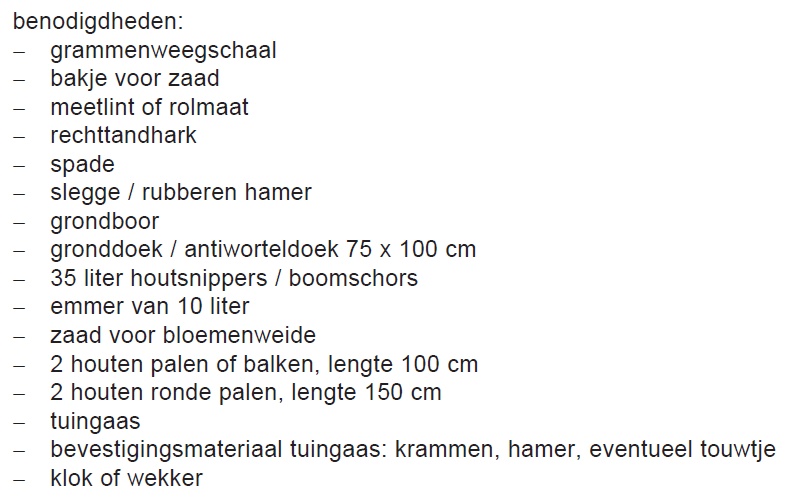 benodigdheden:
– grammenweegschaal
– bakje voor zaad
– meetlint of rolmaat
– rechttandhark
– spade
– slegge / rubberen hamer
– grondboor
– gronddoek / antiworteldoek 75 x 100 cm
– 35 liter houtsnippers / boomschors
– emmer van 10 liter
– zaad voor bloemenweide
– 2 houten palen of balken, lengte 100 cm
– 2 houten ronde palen, lengte 150 cm
– tuingaas
– bevestigingsmateriaal tuingaas: krammen, hamer, eventueel touwtje
– klok of wekker